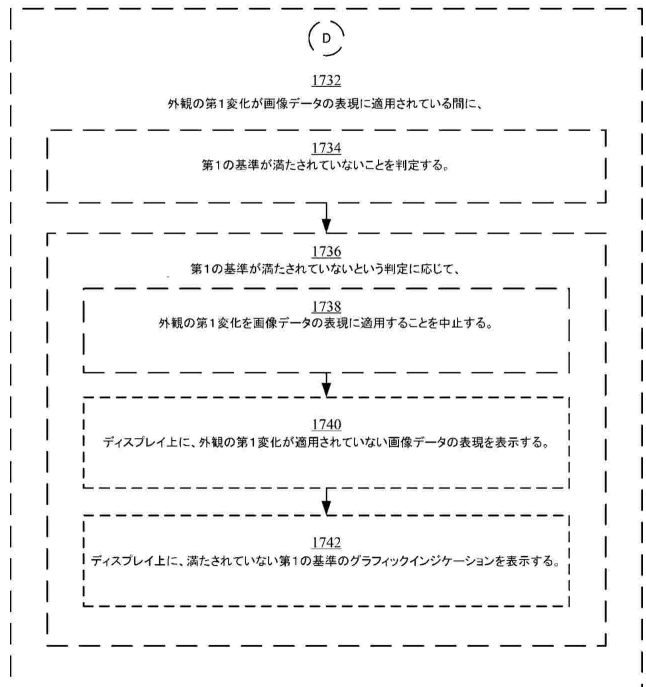 D
1732
外観の第1変化が画像データの表現に適用されている間に、
1734
第1の基準が満たされていないことを判定する。
1736
第1の基準が満たされていないという判定に応じて、
1738
外観の第1変化を画像データの表現に適用することを中止する。
1740
ディスプレイ上に、外観の第1変化が適用されていない画像データの表現を表示する。
1742
ディスプレイ上に、満たされていない第1の基準のグラフィックインジケーションを表示する。